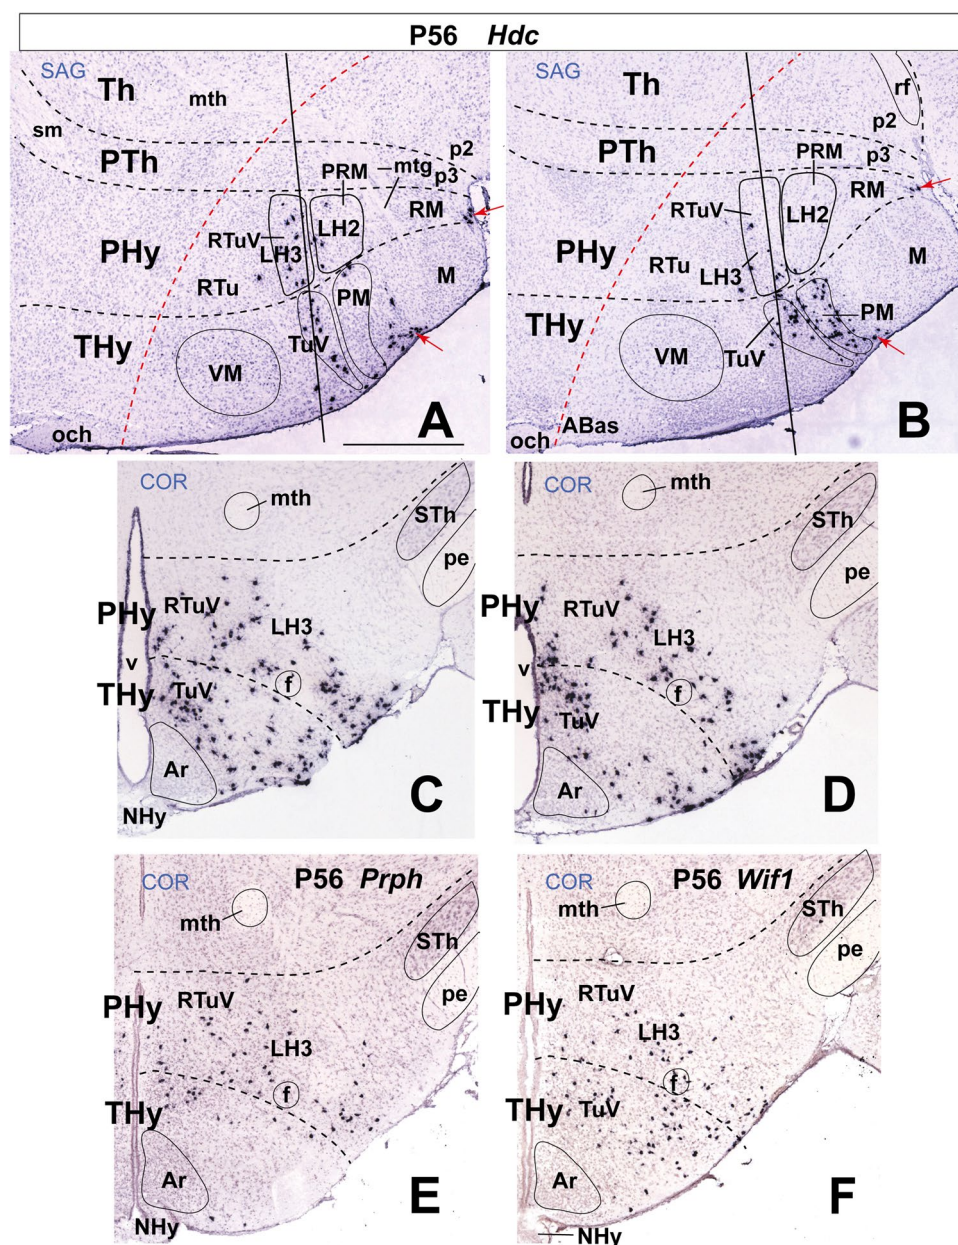 P56 Hdc
SAG
Th
mth
sm
PTh
p2
p3
PRM
mtg
RM
RTuV
LH2
LH3
PHy
RTu
M
PM
THy
TuV
VM
och
A
SAG
Th
rf
p2
PTh
p3
PRM
RM
RTuV
LH2
PHy
RTu
LH3
M
PM
THy
TuV
VM
ABas
och
B
COR
mth
STh
pe
PHy
RTuV
LH3
v
f
THy
TuV
Ar
NHy
C
COR
mth
STh
pe
PHy
RTuV
LH3
v
f
THy
TuV
Ar
D
COR
P56 Prph
mth
STh
pe
PHy
RTuV
LH3
f
THy
Ar
NHy
E
COR
P56 Wif1
mth
STh
pe
PHy
RTuV
LH3
f
THy
TuV
Ar
NHy
F